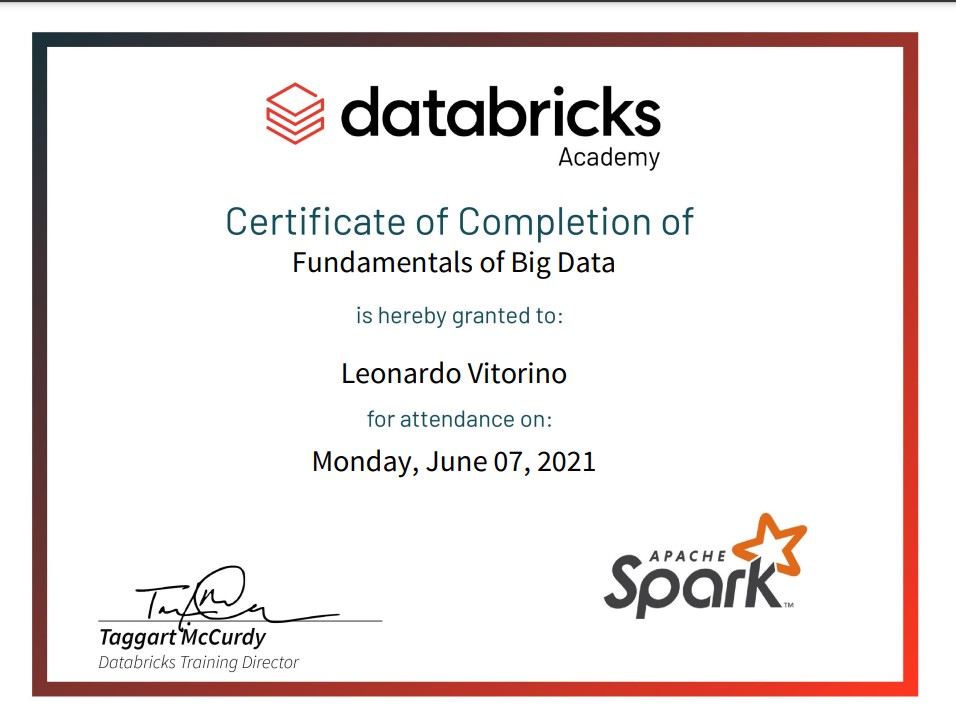 databricks
Academy
Certificate of Completion of
Fundamentals of Big Data
is hereby granted to:
Leonardo Vitorino
for attendance on:
Monday, June 07, 2021
APACHE
Spark™
Taggart McCurdy
Databricks Training Director